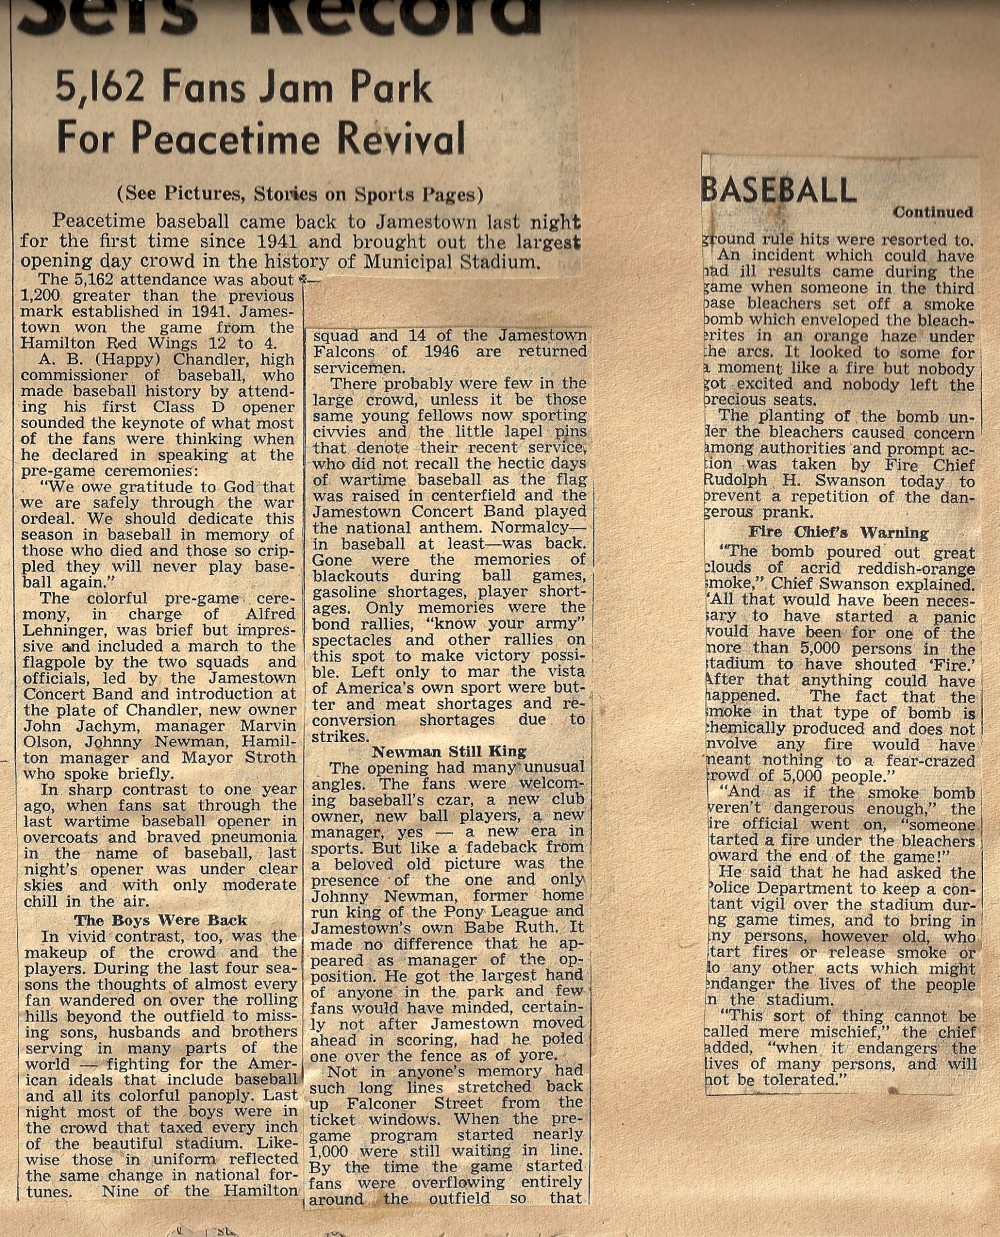 Sets Record
5,162 Fans Jam Park
For Peacetime Revival
(See Pictures, Stories on Sports Pages)
Peacetime baseball came back to Jamestown last night
for the first time since 1941 and brought out the largest
opening day crowd in the history of Municipal Stadium.
The 5,162 attendance was about
1,200 greater than the previous
mark established in 1941. James-
town won the game from the
Hamilton Red Wings 12 to 4.
A. B. (Happy) Chandler, high
commissioner of baseball, who
made baseball history by attend-
ing his first Class D opener
sounded the keynote of what most
of the fans were thinking when
he declared in speaking at the
pre-game ceremonies:
"We owe gratitude to God that
we are safely through the war
ordeal. We should dedicate this
season in baseball in memory of
those who died and those so crip-
pled they will never play base-
ball again."
The colorful pre-game cere-
mony, in charge of Alfred
Lehninger, was brief but impres-
sive and included a march to the
flagpole by the two squads and
officials, led by the Jamestown
Concert Band and introduction at
the plate of Chandler, new owner
John Jachym, manager Marvin
Olson, Johnny Newman, Hamil-
ton manager and Mayor Stroth
who spoke briefly.
In sharp contrast to one year
ago, when fans sat through the
last wartime baseball opener in
overcoats and braved pneumonia
in the name of baseball, last
night's opener was under clear
skies and with only moderate
chill in the air.
The Boys Were Back
In vivid contrast, too, was the
makeup of the crowd and the
players. During the last four sea-
sons the thoughts of almost every
fan wandered on over the rolling
hills beyond the outfield to miss-
ing sons, husbands and brothers
serving in many parts of the
world — fighting for the Amer-
ican ideals that include baseball
and all its colorful panoply. Last
night most of the boys were in
the crowd that taxed every inch
of the beautiful stadium. Like-
wise those in uniform reflected
the same change in national for-
tunes. Nine of the Hamilton
squad and 14 of the Jamestown
Falcons of 1946 are returned
servicemen.
There probably were few in the
large crowd, unless it be those
same young fellows now sporting
civvies and the little lapel pins
that denote their recent service,
who did not recall the hectic days
of wartime baseball as the flag
was raised in centerfield and the
Jamestown Concert Band played
the national anthem. Normalcy—
in baseball at least—was back.
Gone were the memories of
blackouts during ball games,
gasoline shortages, player short-
ages. Only memories were the
bond rallies, "know your army"
spectacles and other rallies on
this spot to make victory possi-
ble. Left only to mar the vista
of America's own sport were but-
ter and meat shortages and re-
conversion shortages due to
strikes.
Newman Still King
The opening had many unusual
angles. The fans were welcom-
ing baseball's czar, a new club
owner, new ball players, a new
manager, yes — a new era in
sports. But like a fadeback from
a beloved old picture was the
presence of the one and only
Johnny Newman, former home
run king of the Pony League and
Jamestown's own Babe Ruth. It
made no difference that he ap-
peared as manager of the op-
position. He got the largest hand
of anyone in the park and few
fans would have minded, certain-
ly not after Jamestown moved
ahead in scoring, had he poled
one over the fence as of yore.
Not in anyone's memory had
such long lines stretched back
up Falconer Street from the
ticket windows. When the pre-
game program started nearly
1,000 were still waiting in line.
By the time the game started
fans were overflowing entirely
around the outfield so that
BASEBALL
Continued
ground rule hits were resorted to.
An incident which could have
had ill results came during the
game when someone in the third
base bleachers set off a smoke
bomb which enveloped the bleach-
erites in an orange haze under
the arcs. It looked to some for
a moment like a fire but nobody
got excited and nobody left the
precious seats.
The planting of the bomb un-
der the bleachers caused concern
among authorities and prompt ac-
tion was taken by Fire Chief
Rudolph H. Swanson today to
prevent a repetition of the dan-
gerous prank.
Fire Chief's Warning
"The bomb poured out great
clouds of acrid reddish-orange
smoke," Chief Swanson explained.
"All that would have been neces-
sary to have started a panic
would have been for one of the
more than 5,000 persons in the
stadium to have shouted 'Fire.'
After that anything could have
happened. The fact that the
smoke in that type of bomb is
chemically produced and does not
involve any fire would have
meant nothing to a fear-crazed
crowd of 5,000 people."
"And as if the smoke bomb
weren't dangerous enough," the
fire official went on, "someone
started a fire under the bleachers
toward the end of the game!"
He said that he had asked the
Police Department to keep a con-
stant vigil over the stadium dur-
ing game times, and to bring in
any persons, however old, who
start fires or release smoke or
do any other acts which might
endanger the lives of the people
in the stadium.
"This sort of thing cannot be
called mere mischief," the chief
added, "when it endangers the
lives of many persons, and will
not be tolerated."